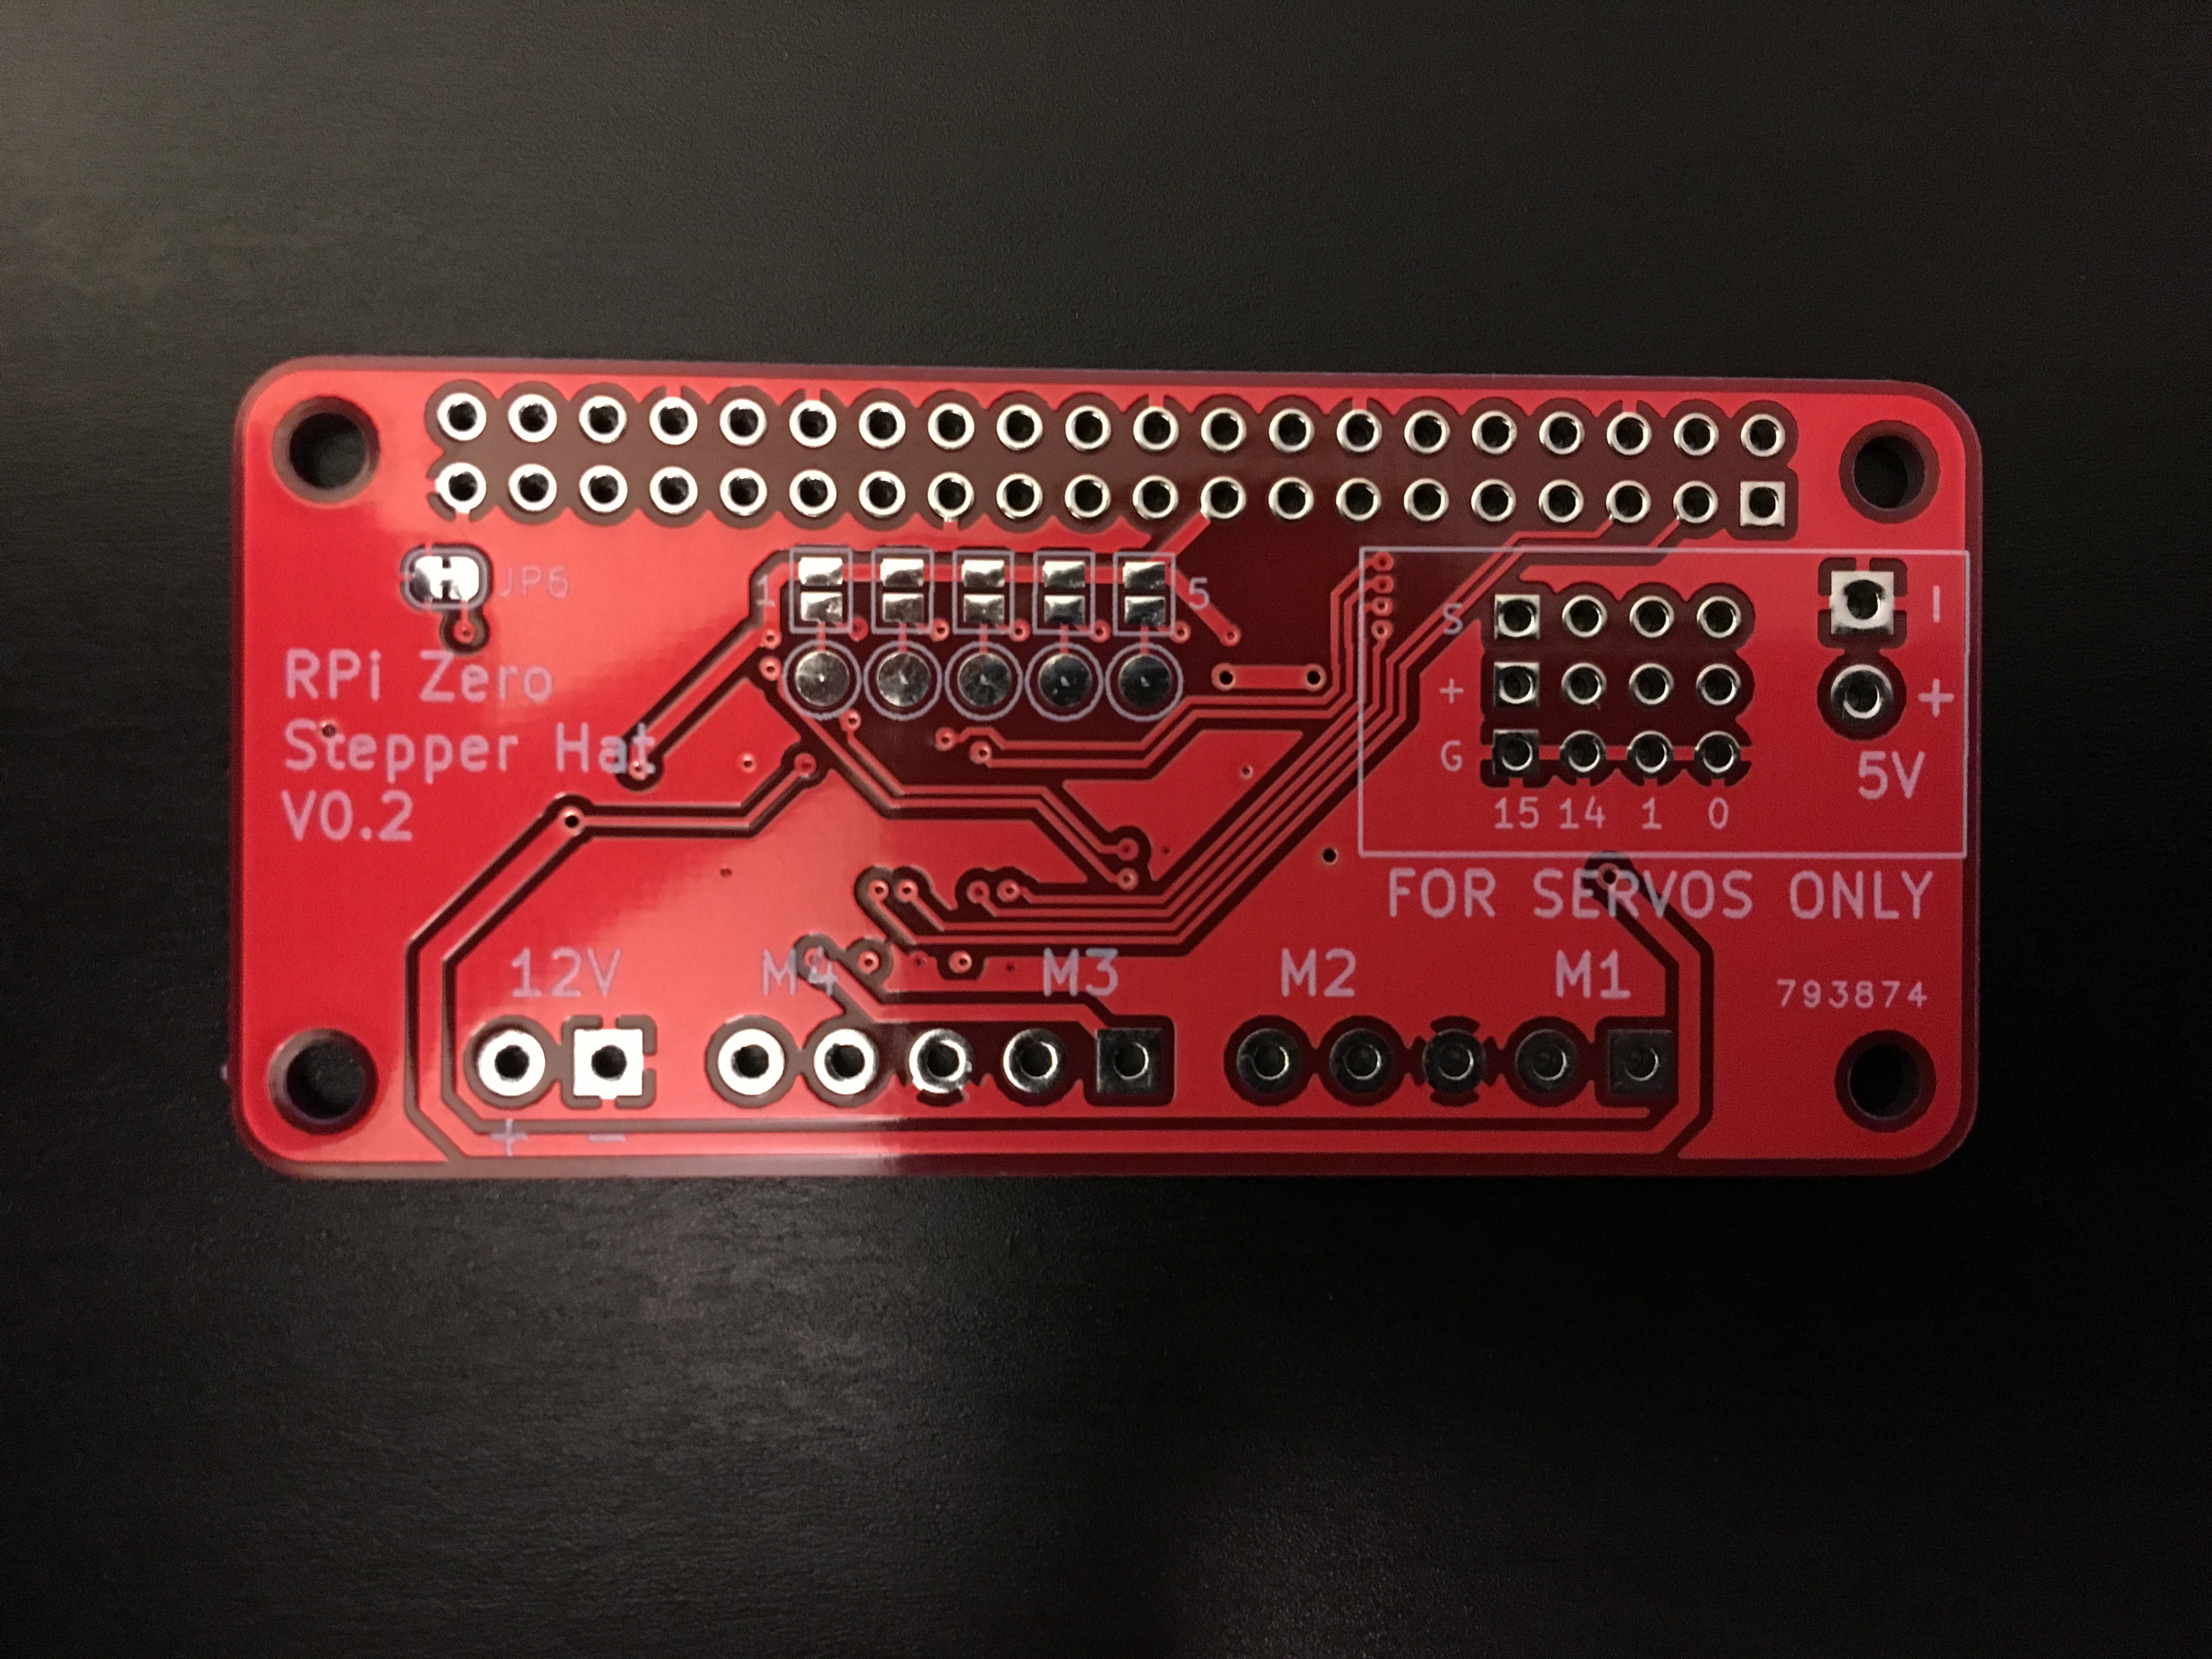 RPi Zero
Stepper Hat
V0.2
JP6
1
5
12V
+ -
M4
M3
M2
M1
FOR SERVOS ONLY
S
+
G
15 14 1 0
5V
- +
793874